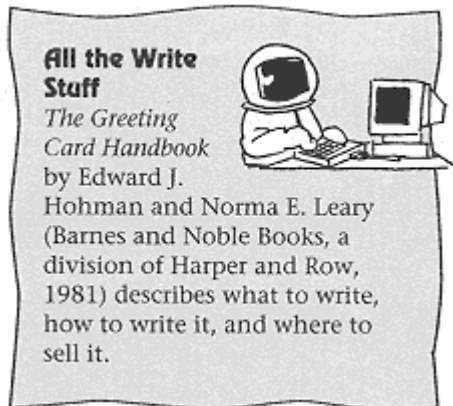 All the Write
Stuff
The Greeting
Card Handbook
by Edward J.
Hohman and Norma E. Leary
(Barnes and Noble Books, a
division of Harper and Row,
1981) describes what to write,
how to write it, and where to
sell it.